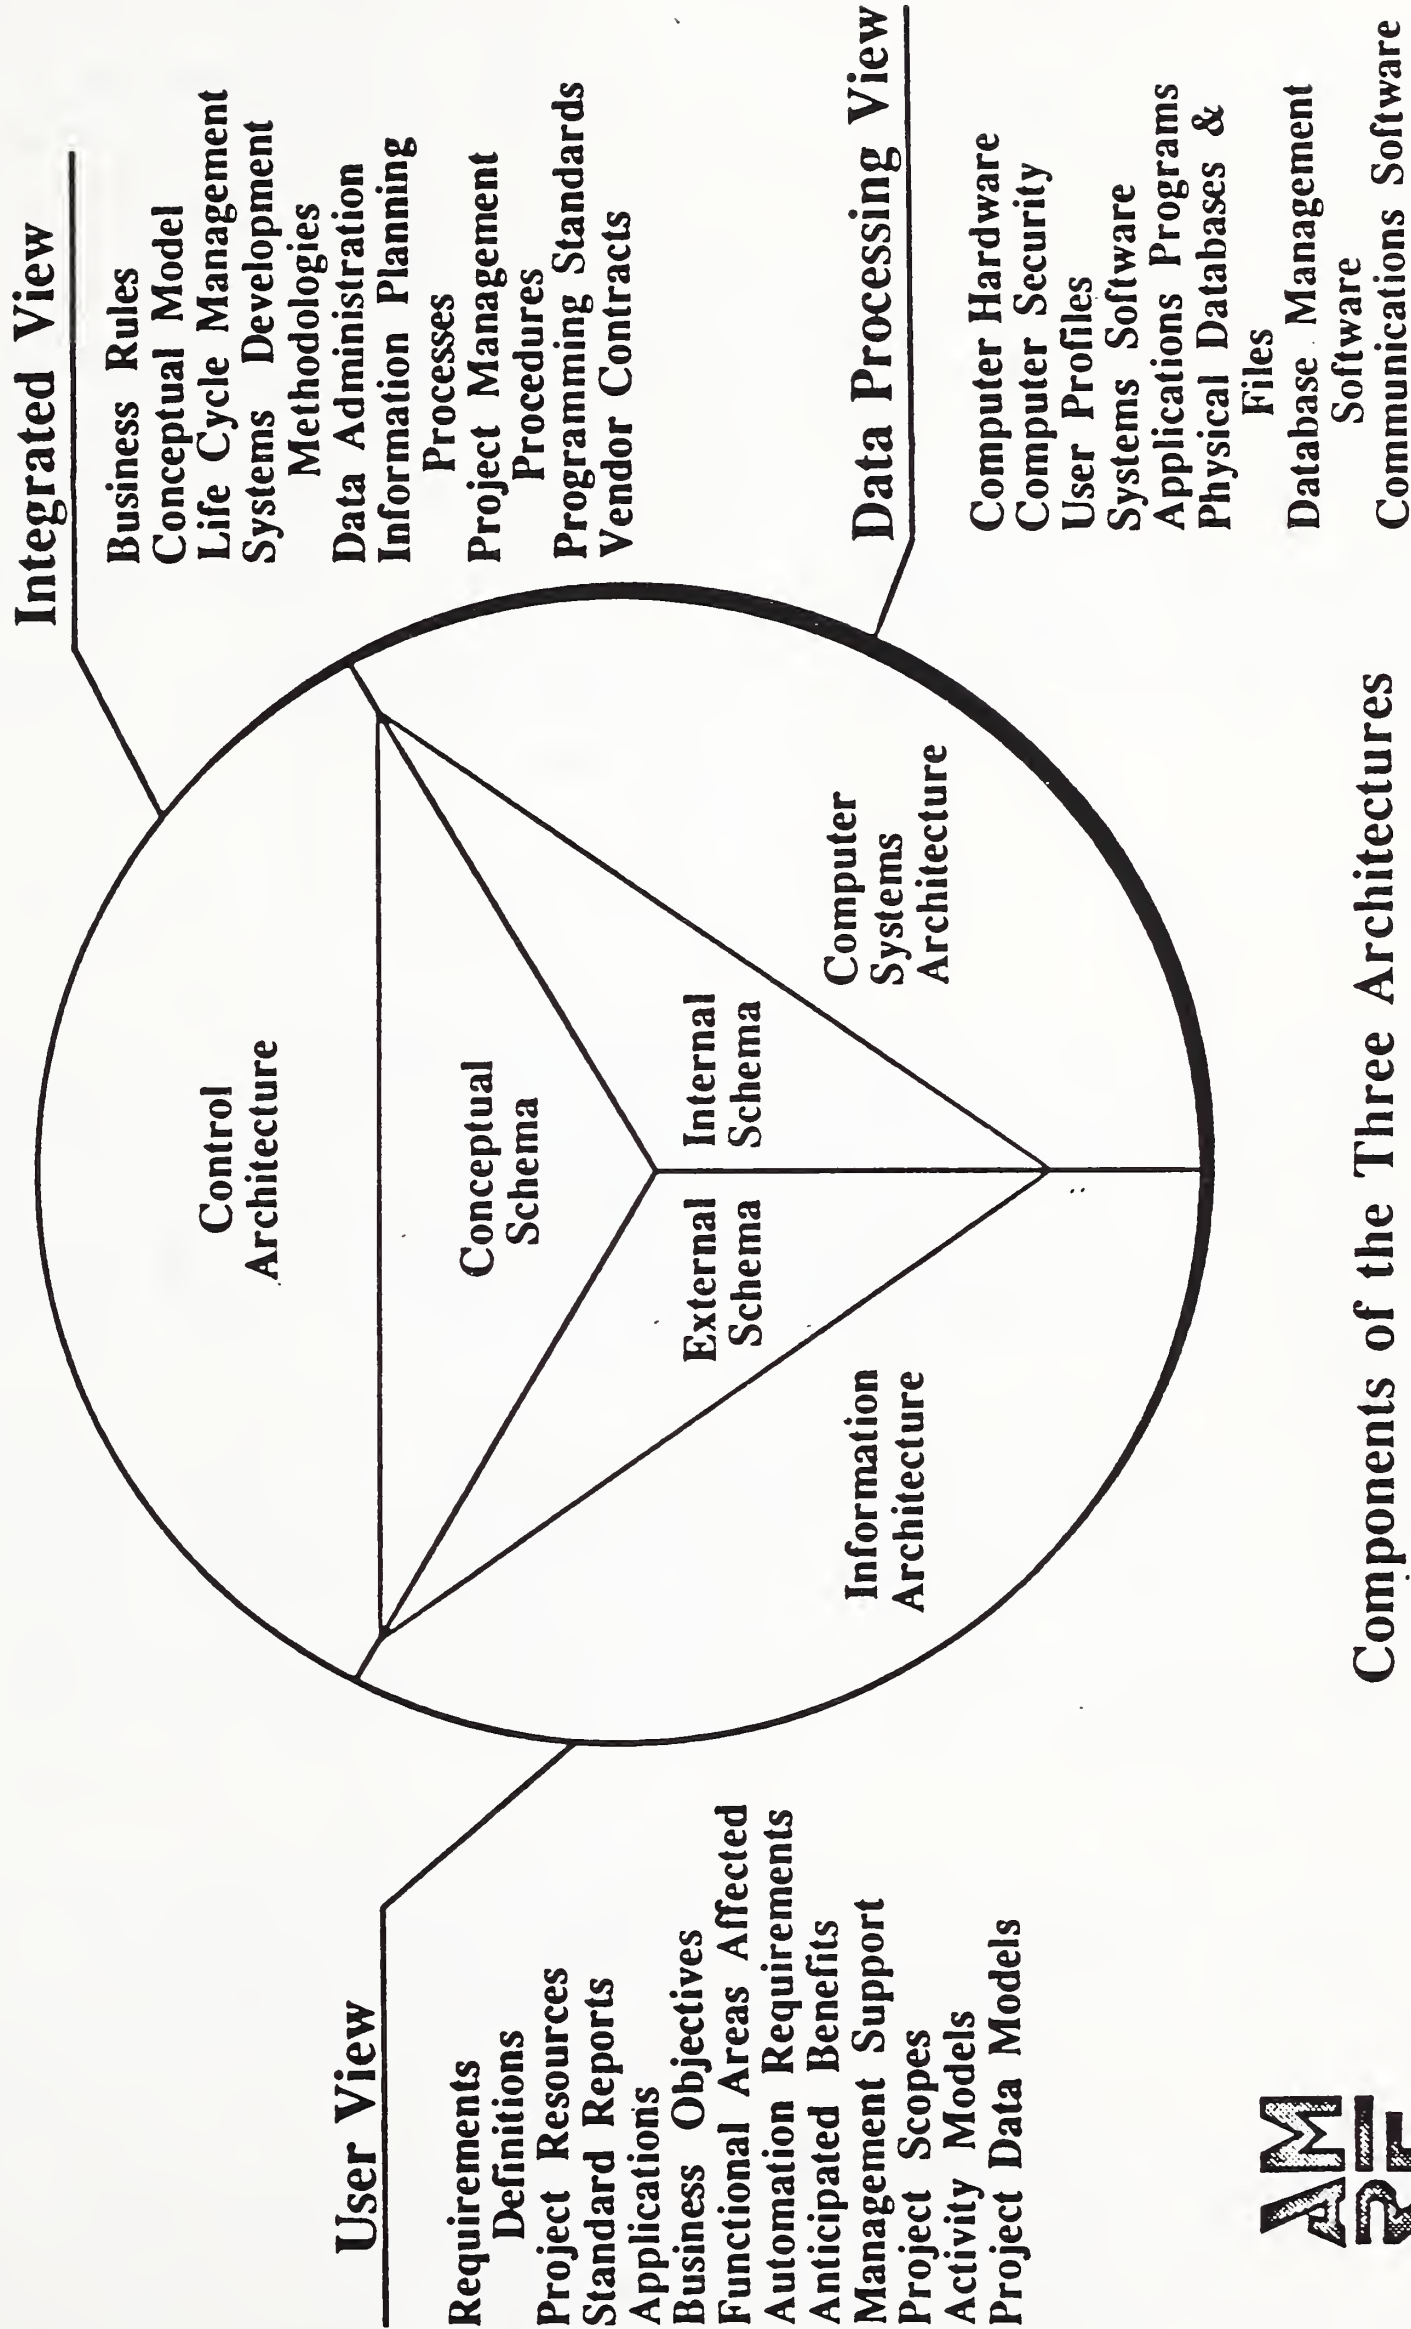 Integrated View
Business Rules
Conceptual Model
Life Cycle Management
Systems Development
Methodologies
Data Administration
Information Planning
Processes
Project Management
Procedures
Programming Standards
Vendor Contracts
User View
Requirements
Definitions
Project Resources
Standard Reports
Applications
Business Objectives
Functional Areas Affected
Automation Requirements
Anticipated Benefits
Management Support
Project Scopes
Activity Models
Project Data Models
Control
Architecture
Conceptual
Schema
External
Schema
Internal
Schema
Information
Architecture
Computer
Systems
Architecture
Data Processing View
Computer Hardware
Computer Security
User Profiles
Systems Software
Applications Programs
Physical Databases &
Files
Database Management
Software
Communications Software
Components of the Three Architectures
AM
RF